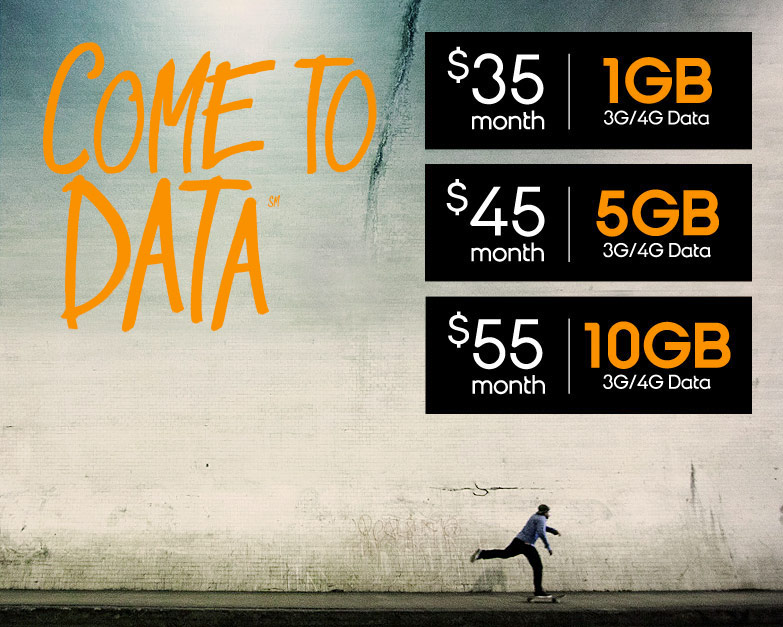 COME TO
DATA SM
$35
month
1GB
3G/4G Data
$45
month
5GB
3G/4G Data
$55
month
10GB
3G/4G Data